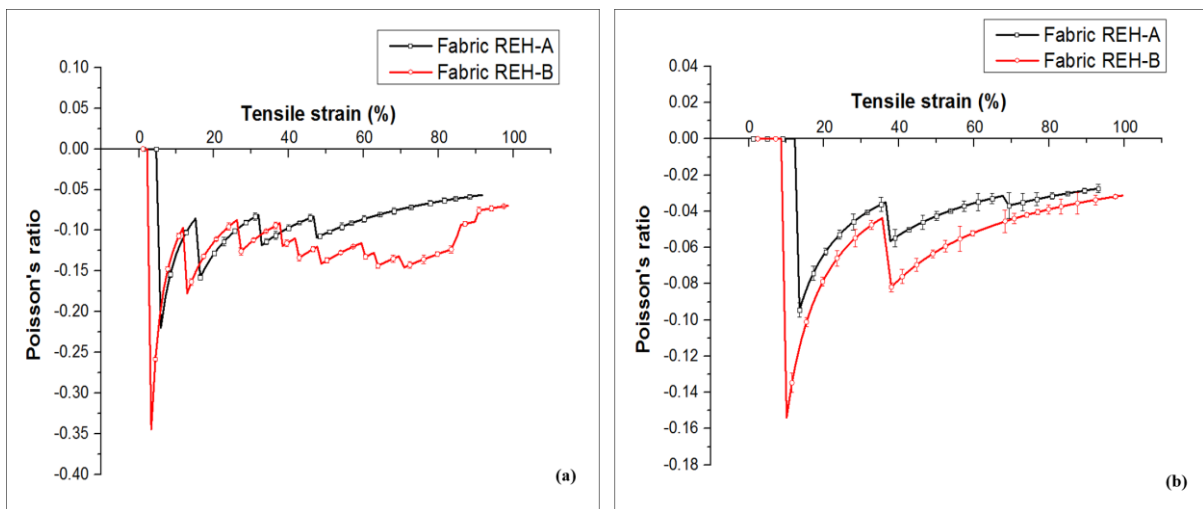 Fabric REH-A
Fabric REH-B
0.10
0.05
Tensile strain (%)
0 20 40 60 80 100
0.00
-0.05
-0.10
-0.15
-0.20
-0.25
-0.30
-0.35
-0.40
Poisson's ratio
(a)
Fabric REH-A
Fabric REH-B
0.04
0.02
Tensile strain (%)
0 20 40 60 80 100
0.00
-0.02
-0.04
-0.06
-0.08
-0.10
-0.12
-0.14
-0.16
-0.18
Poisson's ratio
(b)